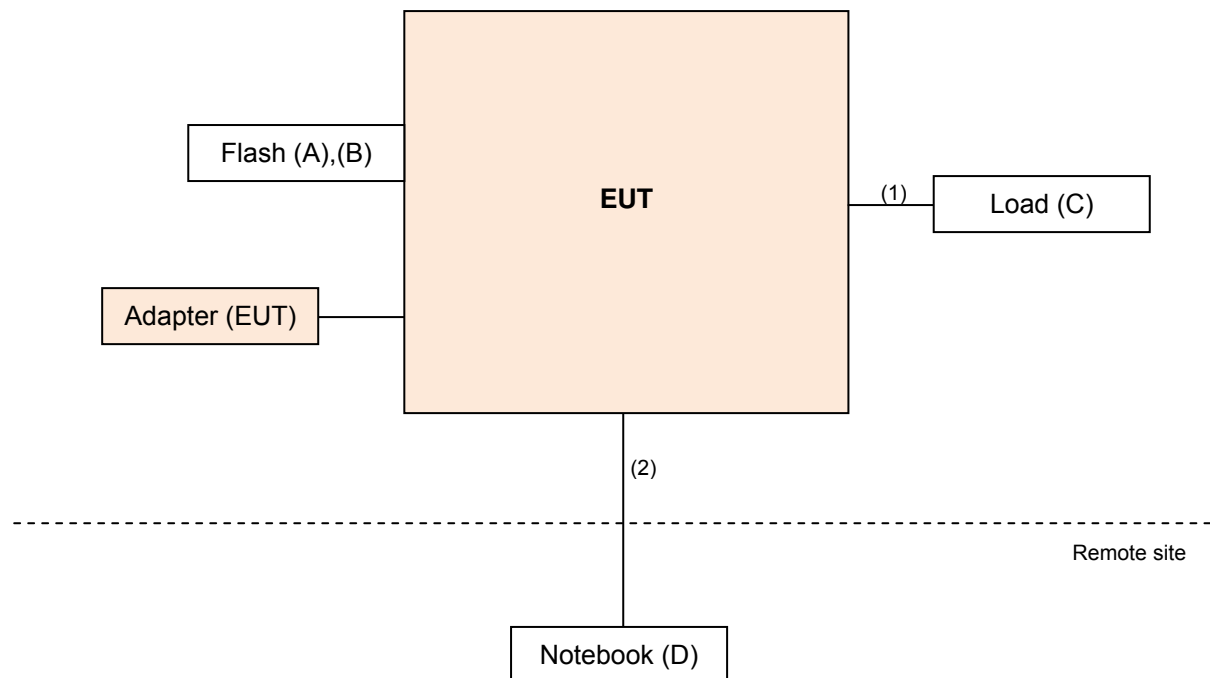 Flash (A),(B)
EUT
(1)
Load (C)
Adapter (EUT)
(2)
Remote site
Notebook (D)